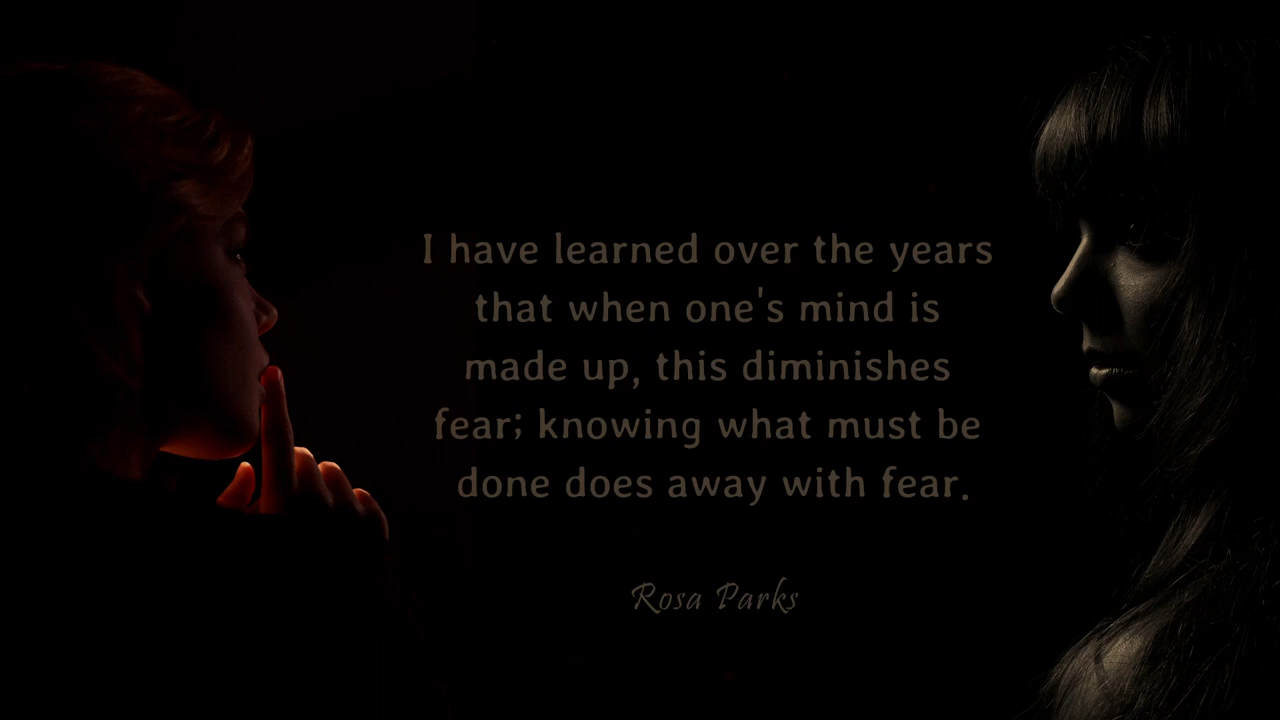 I have learned over the years
that when one's mind is
made up, this diminishes
fear; knowing what must be
done does away with fear.
Rosa Parks